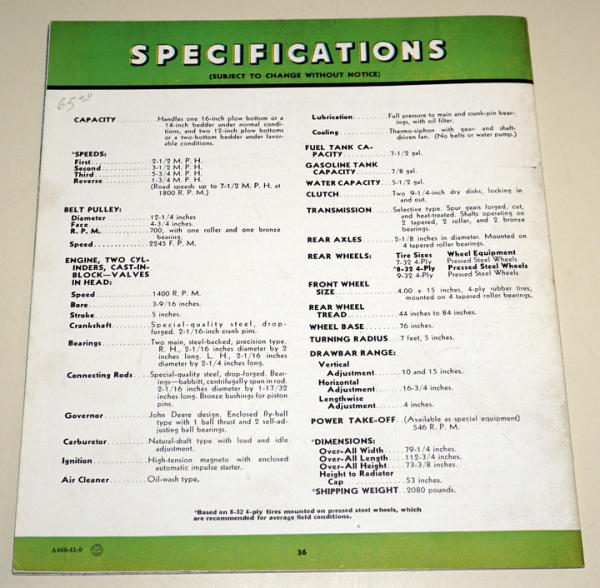 SPECIFICATIONS
(SUBJECT TO CHANGE WITHOUT NOTICE)
65.00
CAPACITY ........ Handles one 16-inch plow bottom or a
14-inch bedder under normal condi-
tions, and two 12-inch plow bottoms
or a two-bottom bedder under favor-
able conditions.
*SPEEDS:
First ........ 2-1/2 M. P. H.
Second ........ 3-1/2 M. P. H.
Third ........ 5-3/4 M. P. H.
Reverse ........ 1-3/4 M. P. H.
(Road speeds up to 7-1/2 M. P. H. at
1800 R. P. M.)
BELT PULLEY:
Diameter ........ 12-1/4 inches
Face ........ 4-3/4 inches.
R. P. M. ........ 700, with one roller and one bronze
bearing.
Speed ........ 2245 F. P. M.
ENGINE, TWO CYL-
INDERS, CAST-IN-
BLOCK—VALVES
IN HEAD:
Speed ........ 1400 R. P. M.
Bore ........ 3-9/16 inches.
Stroke ........ 5 inches.
Crankshaft ........ Special-quality steel, drop-
forged. 2-1/16-inch crank pins.
Bearings ........ Two main, steel-backed, precision type.
R. H., 2-1/16 inches diameter by 2
inches long. L. H., 2-1/16 inches
diameter by 2-1/4 inches long.
Connecting Rods ........ Special-quality steel, drop-forged. Bear-
ings—babbitt, centrifugally spun in rod.
2-1/16 inches diameter by 1-17/32
inches long. Bronze bushings for piston
pins.
Governor ........ John Deere design. Enclosed fly-ball
type with 1 ball thrust and 2 self-ad-
justing ball bearings.
Carburetor ........ Natural-draft type with load and idle
adjustment.
Ignition ........ High-tension magneto with enclosed
automatic impulse starter.
Air Cleaner ........ Oil-wash type.
Lubrication ........ Full pressure to main and crank-pin bear-
ings, with oil filter.
Cooling ........ Thermo-siphon with gear- and shaft-
driven fan. (No belts or water pump.)
FUEL TANK CA-
PACITY ........ 7-1/2 gal.
GASOLINE TANK
CAPACITY ........ 7/8 gal.
WATER CAPACITY ........ 5-1/2 gal.
CLUTCH ........ Two 9-1/4-inch dry disks, locking in
and out.
TRANSMISSION ........ Selective type. Spur gears forged, cut,
and heat-treated. Shafts operating on
2 tapered, 2 roller, and 2 bronze
bearings.
REAR AXLES ........ 2-1/8 inches in diameter. Mounted on
4 tapered roller bearings.
REAR WHEELS: Tire Sizes Wheel Equipment
7-32 4-Ply Pressed Steel Wheels
*8-32 4-Ply Pressed Steel Wheels
9-32 4-Ply Pressed Steel Wheels
FRONT WHEEL
SIZE ........ 4.00 x 15 inches, 4-ply rubber tires,
mounted on 4 tapered roller bearings.
REAR WHEEL
TREAD ........ 44 inches to 84 inches.
WHEEL BASE ........ 76 inches.
TURNING RADIUS ........ 7 feet, 5 inches.
DRAWBAR RANGE:
Vertical
Adjustment ........ 10 and 15 inches.
Horizontal
Adjustment ........ 16-3/4 inches.
Lengthwise
Adjustment ........ 4 inches.
POWER TAKE-OFF ........ (Available as special equipment)
546 R. P. M.
*DIMENSIONS:
Over-All Width ........ 79-1/4 inches.
Over-All Length ........ 112-3/4 inches.
Over-All Height ........ 73-3/8 inches.
Height to Radiator
Cap ........ 53 inches.
*SHIPPING WEIGHT ........ 2080 pounds.
*Based on 8-32 4-ply tires mounted on pressed steel wheels, which
are recommended for average field conditions.
A468-41-9
36